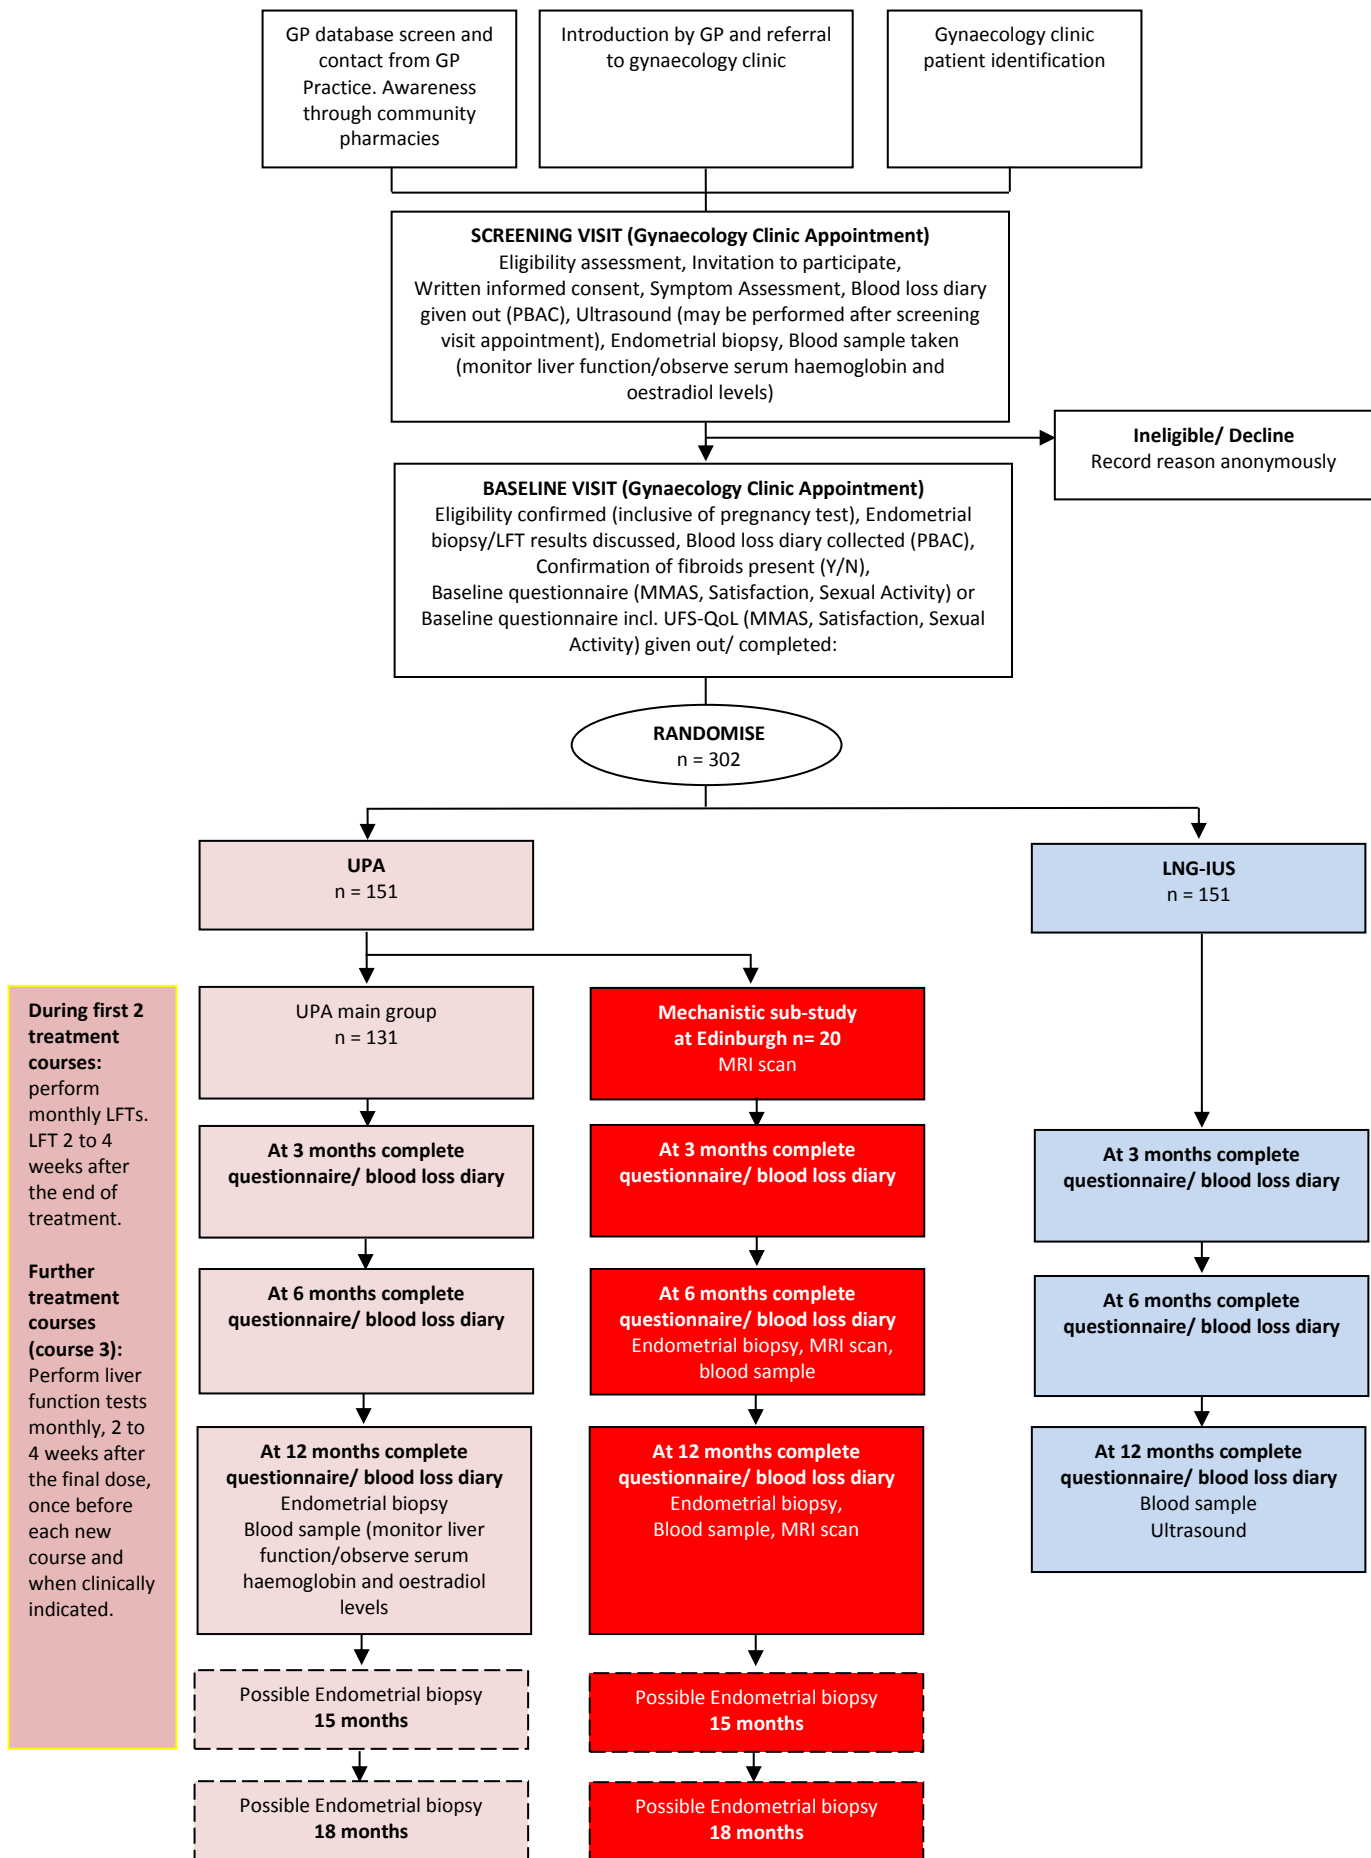 GP database screen and
contact from GP
Practice. Awareness
through community
pharmacies
Introduction by GP and referral
to gynaecology clinic
Gynaecology clinic
patient identification
SCREENING VISIT (Gynaecology Clinic Appointment)
Eligibility assessment, Invitation to participate,
Written informed consent, Symptom Assessment, Blood loss diary
given out (PBAC), Ultrasound (may be performed after screening
visit appointment), Endometrial biopsy, Blood sample taken
(monitor liver function/observe serum haemoglobin and
oestradiol levels)
Ineligible/ Decline
Record reason anonymously
BASELINE VISIT (Gynaecology Clinic Appointment)
Eligibility confirmed (inclusive of pregnancy test), Endometrial
biopsy/LFT results discussed, Blood loss diary collected (PBAC),
Confirmation of fibroids present (Y/N),
Baseline questionnaire (MMAS, Satisfaction, Sexual Activity) or
Baseline questionnaire incl. UFS-QoL (MMAS, Satisfaction, Sexual
Activity) given out/ completed:
RANDOMISE
n = 302
UPA
n = 151
LNG-IUS
n = 151
During first 2
treatment
courses:
perform
monthly LFTs.
LFT 2 to 4
weeks after
the end of
treatment.
Further
treatment
courses
(course 3):
Perform liver
function tests
monthly, 2 to
4 weeks after
the final dose,
once before
each new
course and
when clinically
indicated.
UPA main group
n = 131
Mechanistic sub-study
at Edinburgh n= 20
MRI scan
At 3 months complete
questionnaire/ blood loss diary
At 3 months complete
questionnaire/ blood loss diary
At 3 months complete
questionnaire/ blood loss diary
At 6 months complete
questionnaire/ blood loss diary
At 6 months complete
questionnaire/ blood loss diary
Endometrial biopsy, MRI scan,
blood sample
At 6 months complete
questionnaire/ blood loss diary
At 12 months complete
questionnaire/ blood loss diary
Endometrial biopsy
Blood sample (monitor liver
function/observe serum
haemoglobin and oestradiol
levels
At 12 months complete
questionnaire/ blood loss diary
Endometrial biopsy,
Blood sample, MRI scan
At 12 months complete
questionnaire/ blood loss diary
Blood sample
Ultrasound
Possible Endometrial biopsy
15 months
Possible Endometrial biopsy
15 months
Possible Endometrial biopsy
18 months
Possible Endometrial biopsy
18 months